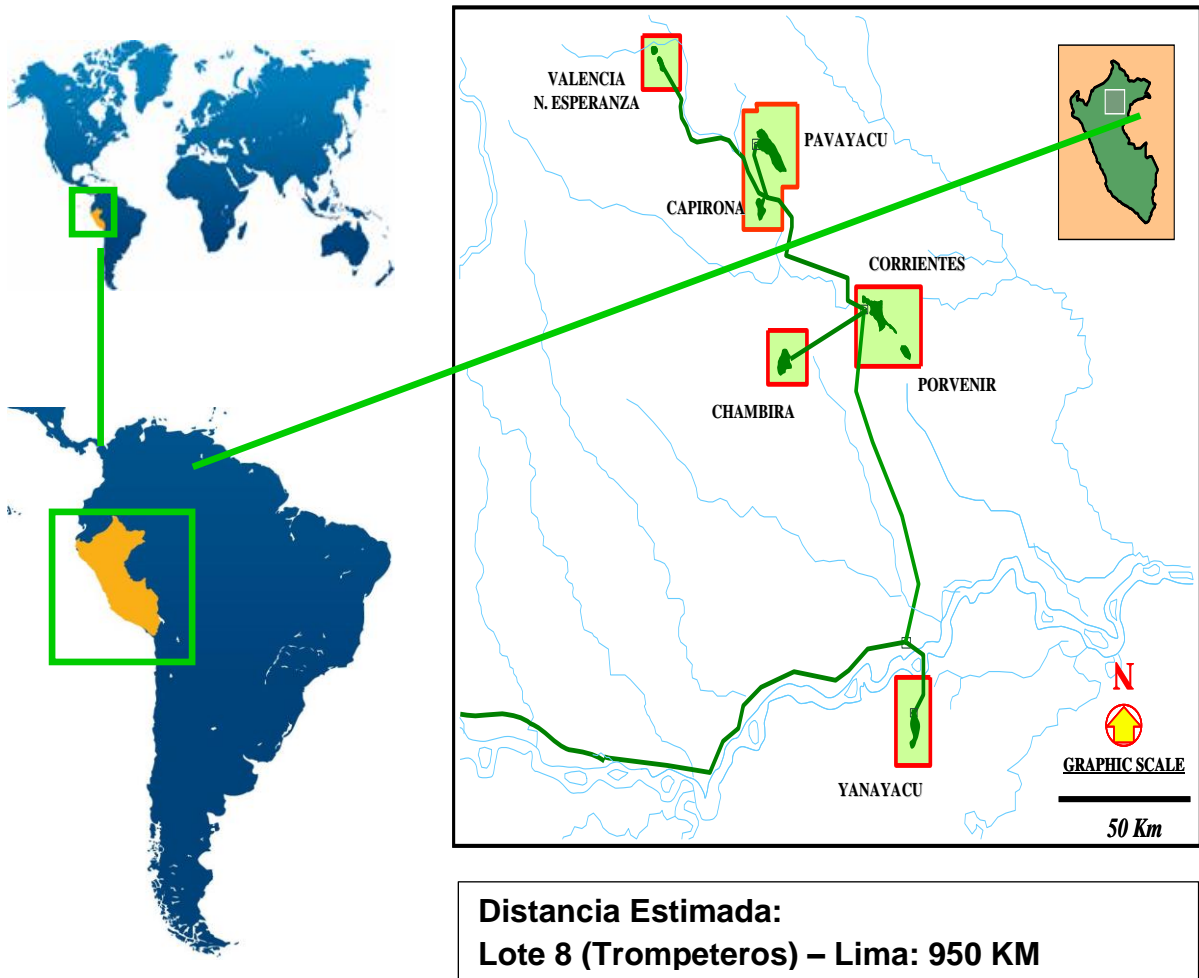 VALENCIA
N. ESPERANZA
PAVAYACU
CAPIRONA
CORRIENTES
PORVENIR
CHAMBIRA
YANAYACU
N
GRAPHIC SCALE
50 Km
Distancia Estimada:
Lote 8 (Trompeteros) – Lima: 950 KM